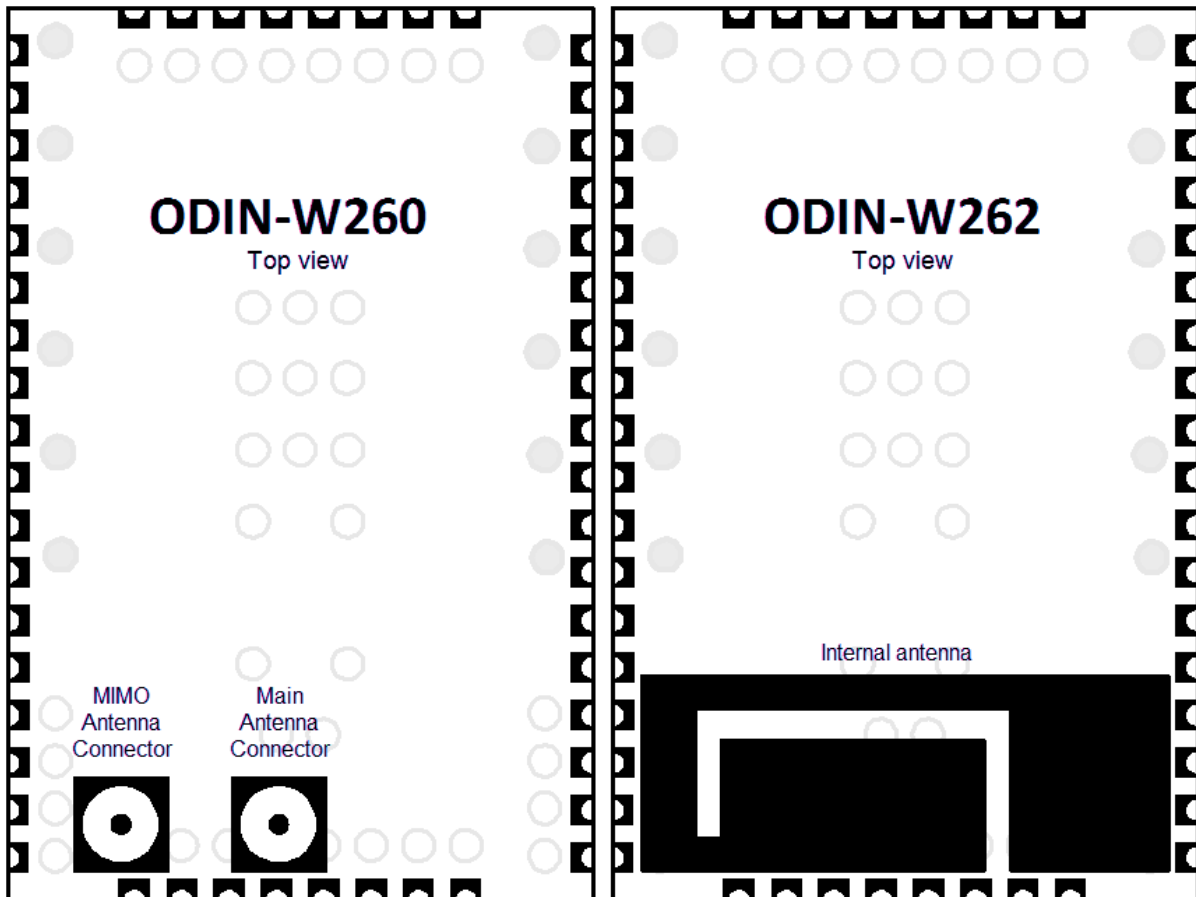 ODIN-W260
Top view
MIMO
Antenna
Connector
Main
Antenna
Connector
ODIN-W262
Top view
Internal antenna